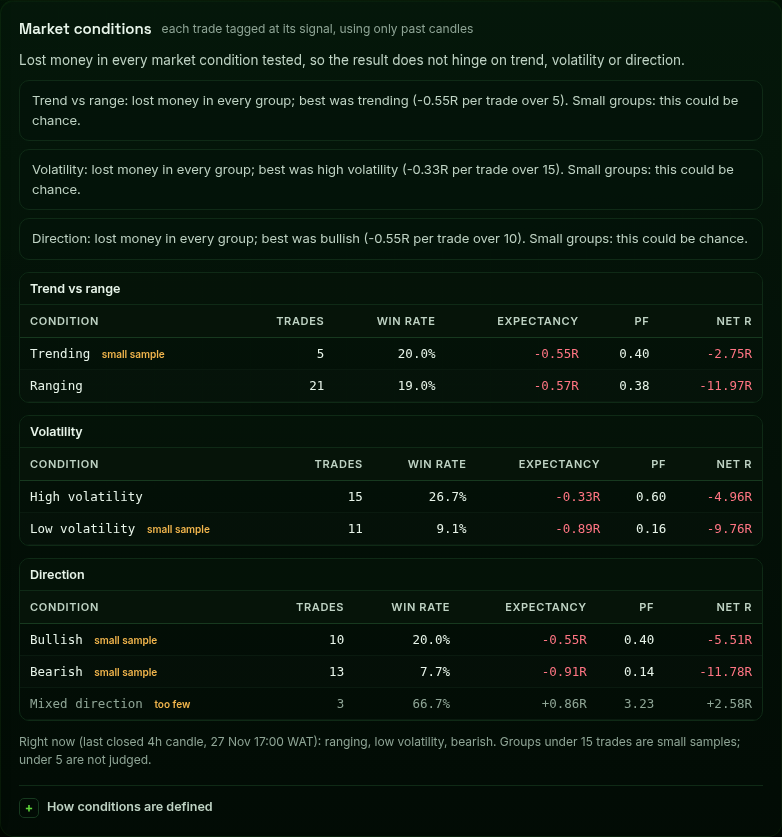 Market conditions each trade tagged at its signal, using only past candles
Lost money in every market condition tested, so the result does not hinge on trend, volatility or direction.
Trend vs range: lost money in every group; best was trending (-0.55R per trade over 5). Small groups: this could be
chance.
Volatility: lost money in every group; best was high volatility (-0.33R per trade over 15). Small groups: this could be
chance.
Direction: lost money in every group; best was bullish (-0.55R per trade over 10). Small groups: this could be chance.
Trend vs range
CONDITION TRADES WIN RATE EXPECTANCY PF NET R
Trending small sample 5 20.0% -0.55R 0.40 -2.75R
Ranging 21 19.0% -0.57R 0.38 -11.97R
Volatility
CONDITION TRADES WIN RATE EXPECTANCY PF NET R
High volatility 15 26.7% -0.33R 0.60 -4.96R
Low volatility small sample 11 9.1% -0.89R 0.16 -9.76R
Direction
CONDITION TRADES WIN RATE EXPECTANCY PF NET R
Bullish small sample 10 20.0% -0.55R 0.40 -5.51R
Bearish small sample 13 7.7% -0.91R 0.14 -11.78R
Mixed direction too few 3 66.7% +0.86R 3.23 +2.58R
Right now (last closed 4h candle, 27 Nov 17:00 WAT): ranging, low volatility, bearish. Groups under 15 trades are small samples;
under 5 are not judged.
+ How conditions are defined